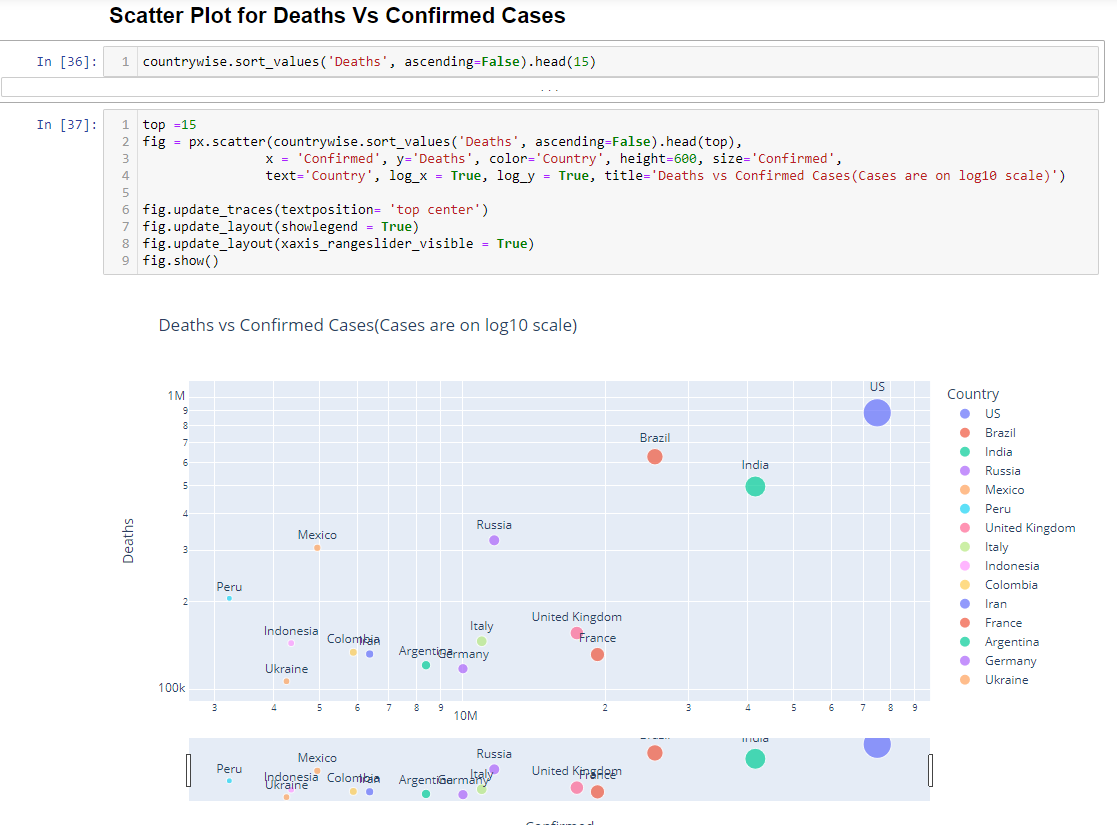 Scatter Plot for Deaths Vs Confirmed Cases
In [36]:
1 countrywise.sort_values('Deaths', ascending=False).head(15)
...
In [37]:
1 top =15
2 fig = px.scatter(countrywise.sort_values('Deaths', ascending=False).head(top),
3 x = 'Confirmed', y='Deaths', color='Country', height=600, size='Confirmed',
4 text='Country', log_x = True, log_y = True, title='Deaths vs Confirmed Cases(Cases are on log10 scale)')
5
6 fig.update_traces(textposition= 'top center')
7 fig.update_layout(showlegend = True)
8 fig.update_layout(xaxis_rangeslider_visible = True)
9 fig.show()
Deaths vs Confirmed Cases(Cases are on log10 scale)
Deaths
1M
9
8
7
6
5
4
3
2
100k
US
Brazil
India
Russia
Mexico
Peru
United Kingdom
Italy
Indonesia
Colombia
Iran
France
Argentina
Germany
Ukraine
3 4 5 6 7 8 9 10M 2 3 4 5 6 7 8 9
Country
US
Brazil
India
Russia
Mexico
Peru
United Kingdom
Italy
Indonesia
Colombia
Iran
France
Argentina
Germany
Ukraine
Brazil
India
Russia
Mexico
Peru
Italy
United Kingdom
France
Indonesia
Colombia
Iran
Argentina
Germany
Ukraine
Confirmed